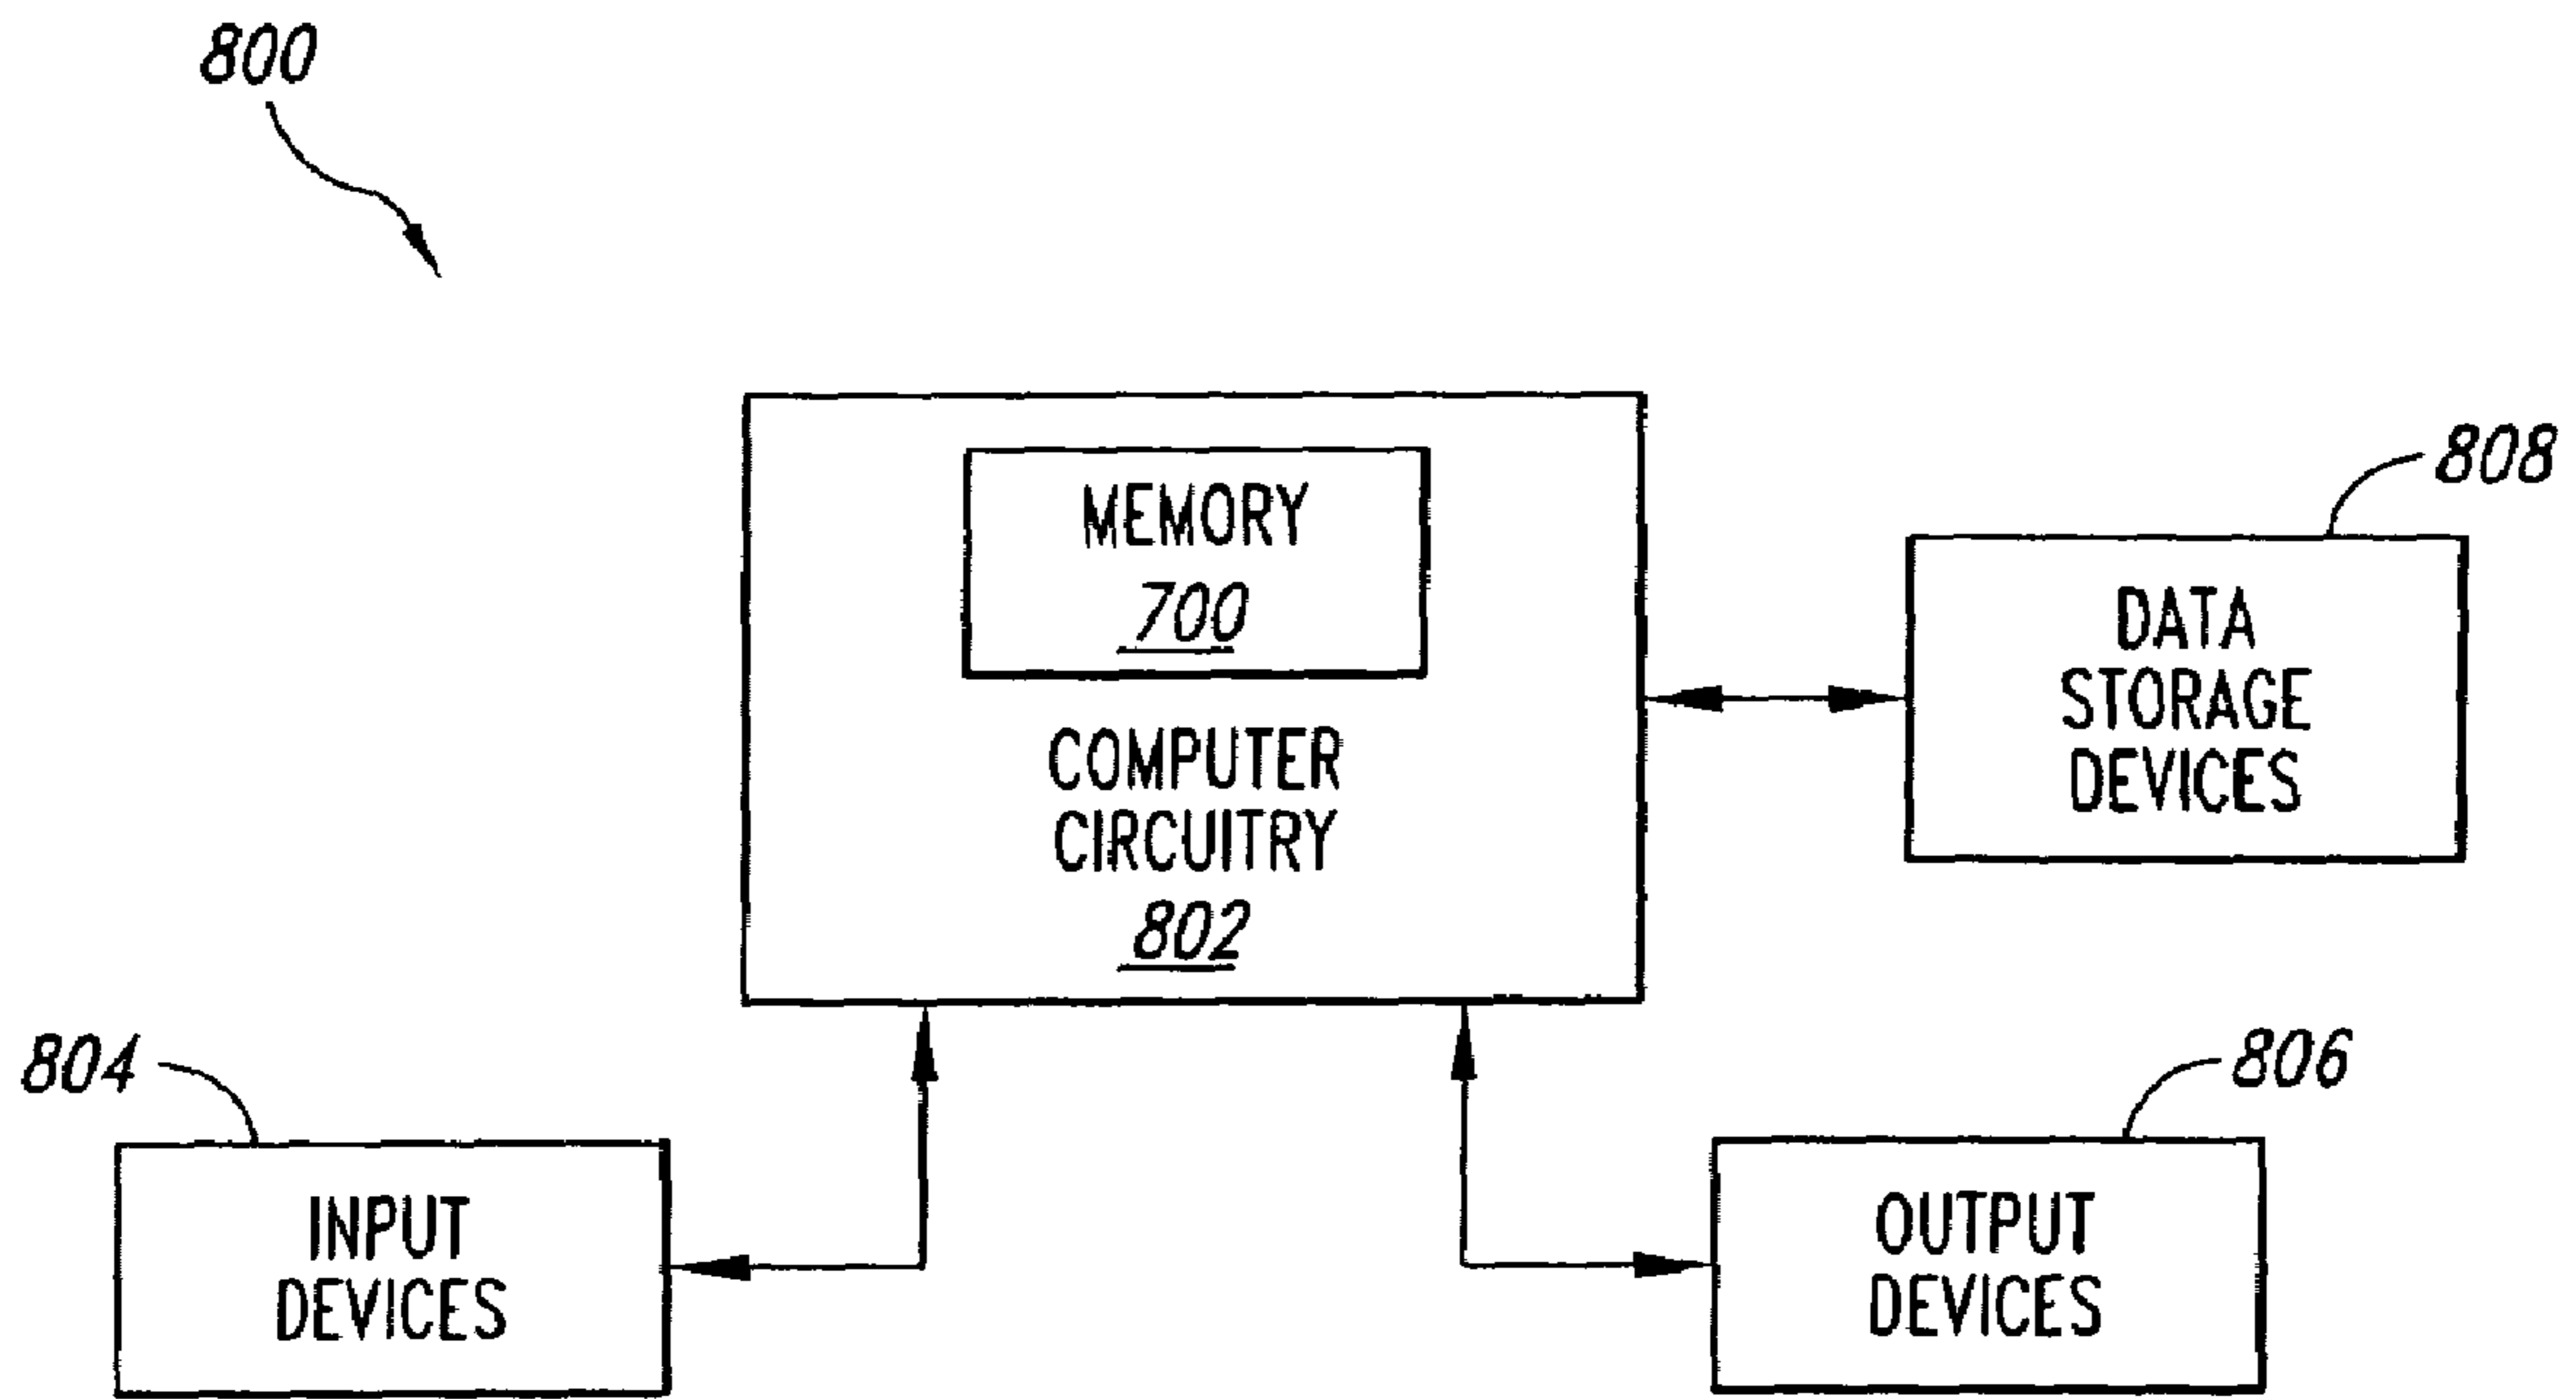 800
MEMORY
700
COMPUTER
CIRCUITRY
802
808
DATA
STORAGE
DEVICES
804
INPUT
DEVICES
806
OUTPUT
DEVICES